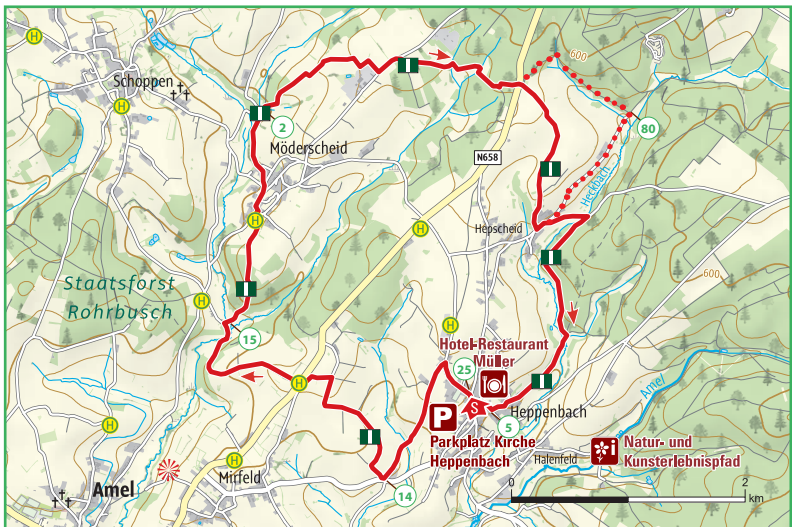 600
Schoppen
H
H
H
2
80
Möderscheid
N658
Heckbach
H
H
Hepscheid
600
Staatsforst
Rohrbusch
H
15
H
Hotel-Restaurant
Müller
25
H
S
P
Heppenbach
5
Amel
Parkplatz Kirche
Heppenbach
Natur- und
Kunsterlebnispfad
i
Halenfeld
H
H
Mirfeld
14
Amel
0
2
km